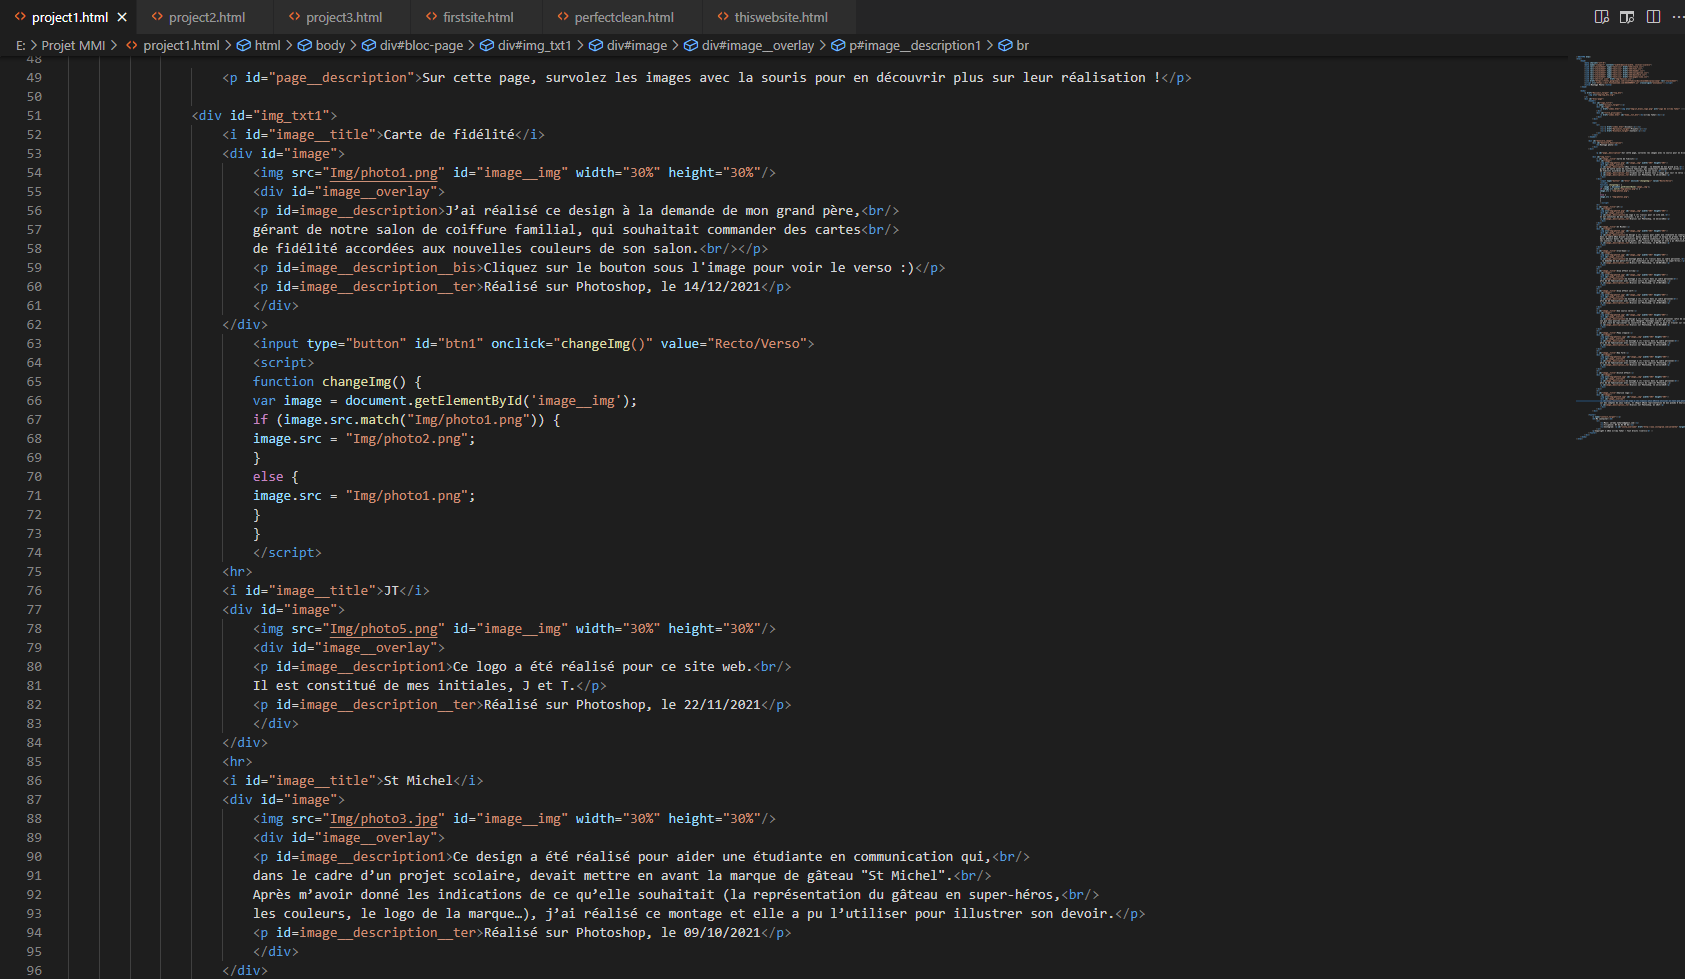 project1.html project2.html project3.html firstsite.html perfectclean.html thiswebsite.html
E: > Projet MMI > project1.html > html > body > div#bloc-page > div#img_txt1 > div#image > div#image__overlay > p#image__description1 > br
48
49 <p id="page__description">Sur cette page, survolez les images avec la souris pour en découvrir plus sur leur réalisation !</p>
50
51 <div id="img_txt1">
52 <i id="image__title">Carte de fidélité</i>
53 <div id="image">
54 <img src="Img/photo1.png" id="image__img" width="30%" height="30%"/>
55 <div id="image__overlay">
56 <p id=image__description>J’ai réalisé ce design à la demande de mon grand père,<br/>
57 gérant de notre salon de coiffure familial, qui souhaitait commander des cartes<br/>
58 de fidélité accordées aux nouvelles couleurs de son salon.<br/></p>
59 <p id=image__description__bis>Cliquez sur le bouton sous l'image pour voir le verso :)</p>
60 <p id=image__description__ter>Réalisé sur Photoshop, le 14/12/2021</p>
61 </div>
62 </div>
63 <input type="button" id="btn1" onclick="changeImg()" value="Recto/Verso">
64 <script>
65 function changeImg() {
66 var image = document.getElementById('image__img');
67 if (image.src.match("Img/photo1.png")) {
68 image.src = "Img/photo2.png";
69 }
70 else {
71 image.src = "Img/photo1.png";
72 }
73 }
74 </script>
75 <hr>
76 <i id="image__title">JT</i>
77 <div id="image">
78 <img src="Img/photo5.png" id="image__img" width="30%" height="30%"/>
79 <div id="image__overlay">
80 <p id=image__description1>Ce logo a été réalisé pour ce site web.<br/>
81 Il est constitué de mes initiales, J et T.</p>
82 <p id=image__description__ter>Réalisé sur Photoshop, le 22/11/2021</p>
83 </div>
84 </div>
85 <hr>
86 <i id="image__title">St Michel</i>
87 <div id="image">
88 <img src="Img/photo3.jpg" id="image__img" width="30%" height="30%"/>
89 <div id="image__overlay">
90 <p id=image__description1>Ce design a été réalisé pour aider une étudiante en communication qui,<br/>
91 dans le cadre d’un projet scolaire, devait mettre en avant la marque de gâteau "St Michel".<br/>
92 Après m’avoir donné les indications de ce qu’elle souhaitait (la représentation du gâteau en super-héros,<br/>
93 les couleurs, le logo de la marque…), j’ai réalisé ce montage et elle a pu l’utiliser pour illustrer son devoir.</p>
94 <p id=image__description__ter>Réalisé sur Photoshop, le 09/10/2021</p>
95 </div>
96 </div>